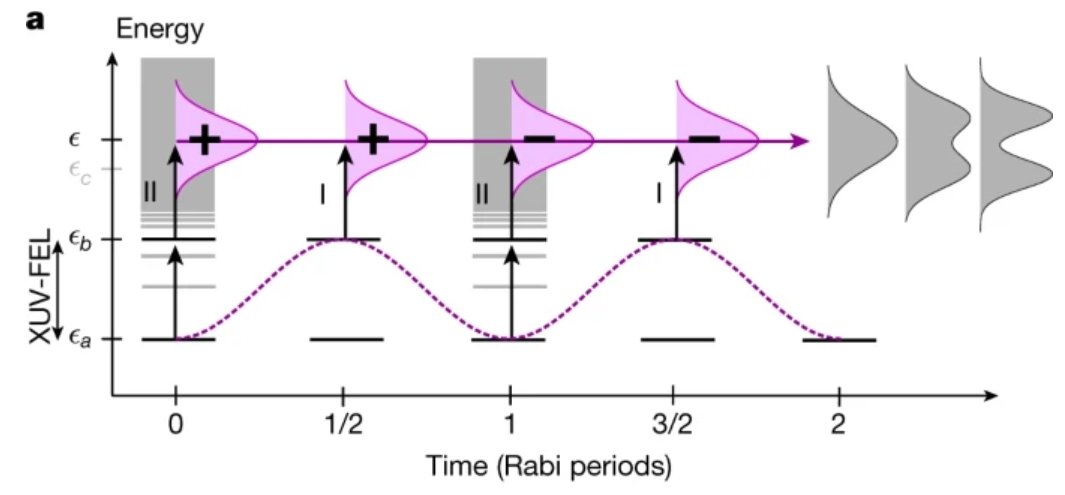 a
Energy
ϵ
ϵc
ϵb
ϵa
XUV-FEL
II
I
II
I
+
+
−
−
0
1/2
1
3/2
2
Time (Rabi periods)